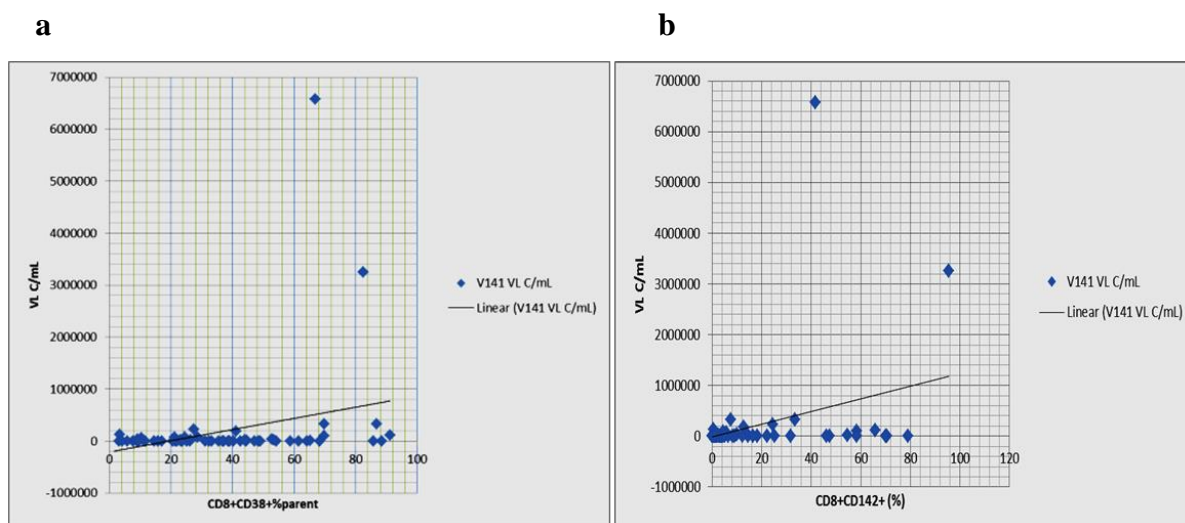 a
7000000
6000000
5000000
4000000
3000000
2000000
1000000
0
-1000000
VL C/mL
0 20 40 60 80 100
CD8+CD38+%parent
V141 VL C/mL
Linear (V141 VL C/mL)
b
7000000
6000000
5000000
4000000
3000000
2000000
1000000
0
-1000000
VL C/mL
0 20 40 60 80 100 120
CD8+CD142+ (%)
V141 VL C/mL
Linear (V141 VL C/mL)